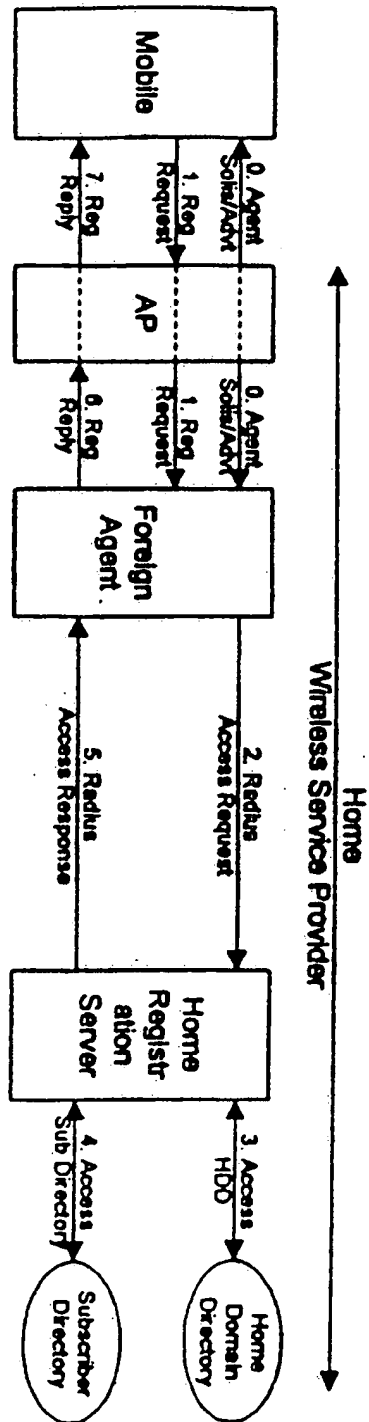 Home
Wireless Service Provider
Mobile
0. Agent
Solis/Advt
1. Reg
Request
7. Reg
Reply
AP
0. Agent
Solis/Advt
1. Reg
Request
6. Reg
Reply
Foreign
Agent
2. Radius
Access Request
5. Radius
Access Response
Home
Registr
ation
Server
3. Access
HDD
4. Access
Sub Directory
Home
Domain
Directory
Subscriber
Directory